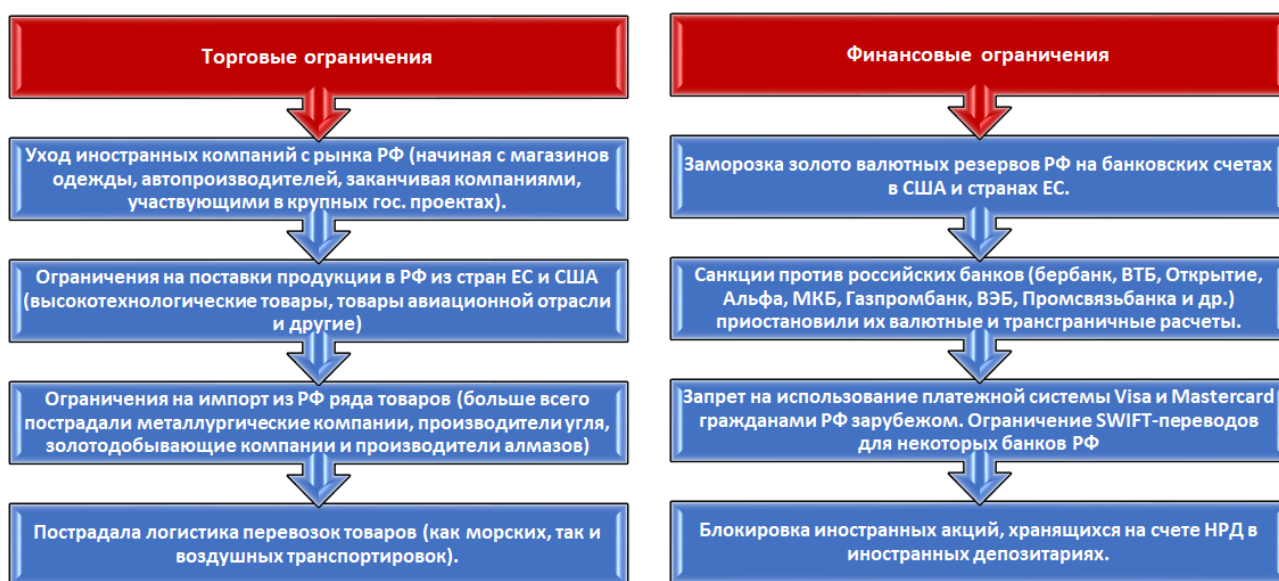 Торговые ограничения
Уход иностранных компаний с рынка РФ (начиная с магазинов
одежды, автопроизводителей, заканчивая компаниями,
участвующими в крупных гос. проектах).
Ограничения на поставки продукции в РФ из стран ЕС и США
(высокотехнологические товары, товары авиационной отрасли
и другие)
Ограничения на импорт из РФ ряда товаров (больше всего
пострадали металлургические компании, производители угля,
золотодобывающие компании и производители алмазов)
Пострадала логистика перевозок товаров (как морских, так и
воздушных транспортировок).
Финансовые ограничения
Заморозка золото валютных резервов РФ на банковских счетах
в США и странах ЕС.
Санкции против российских банков (бербанк, ВТБ, Открытие,
Альфа, МКБ, Газпромбанк, ВЭБ, Промсвязьбанка и др.)
приостановили их валютные и трансграничные расчеты.
Запрет на использование платежной системы Visa и Mastercard
гражданами РФ зарубежом. Ограничение SWIFT-переводов
для некоторых банков РФ
Блокировка иностранных акций, хранящихся на счете НРД в
иностранных депозитариях.